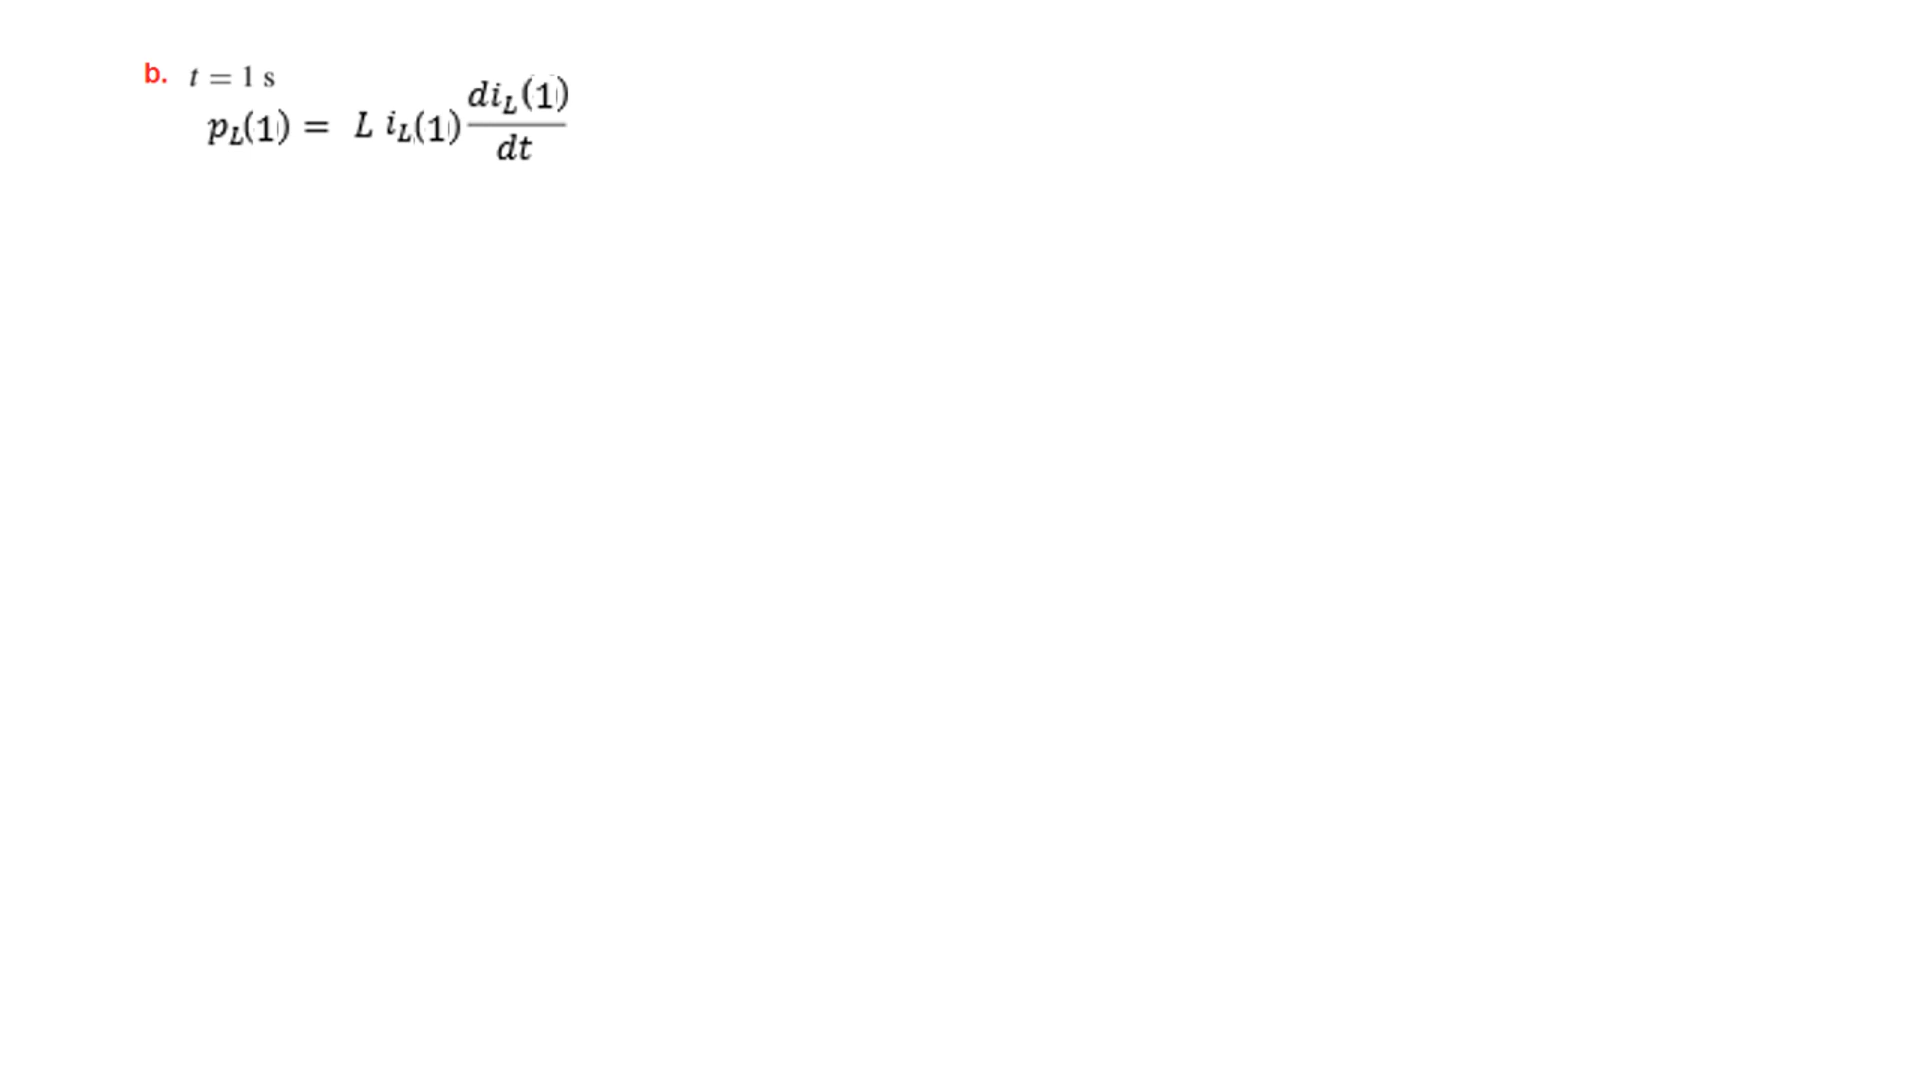 b. t = 1 s
p_L(1) = L i_L(1) di_L(1)/dt